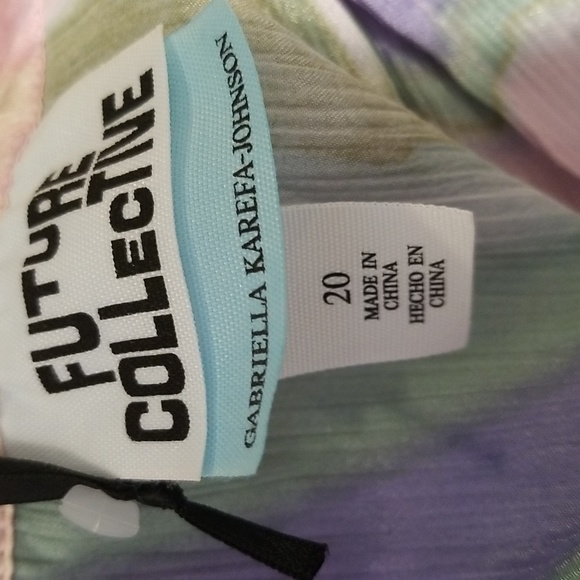 FUTURE
COLLECTIVE
GABRIELLA KAREFA-JOHNSON
20
MADE IN
CHINA
HECHO EN
CHINA